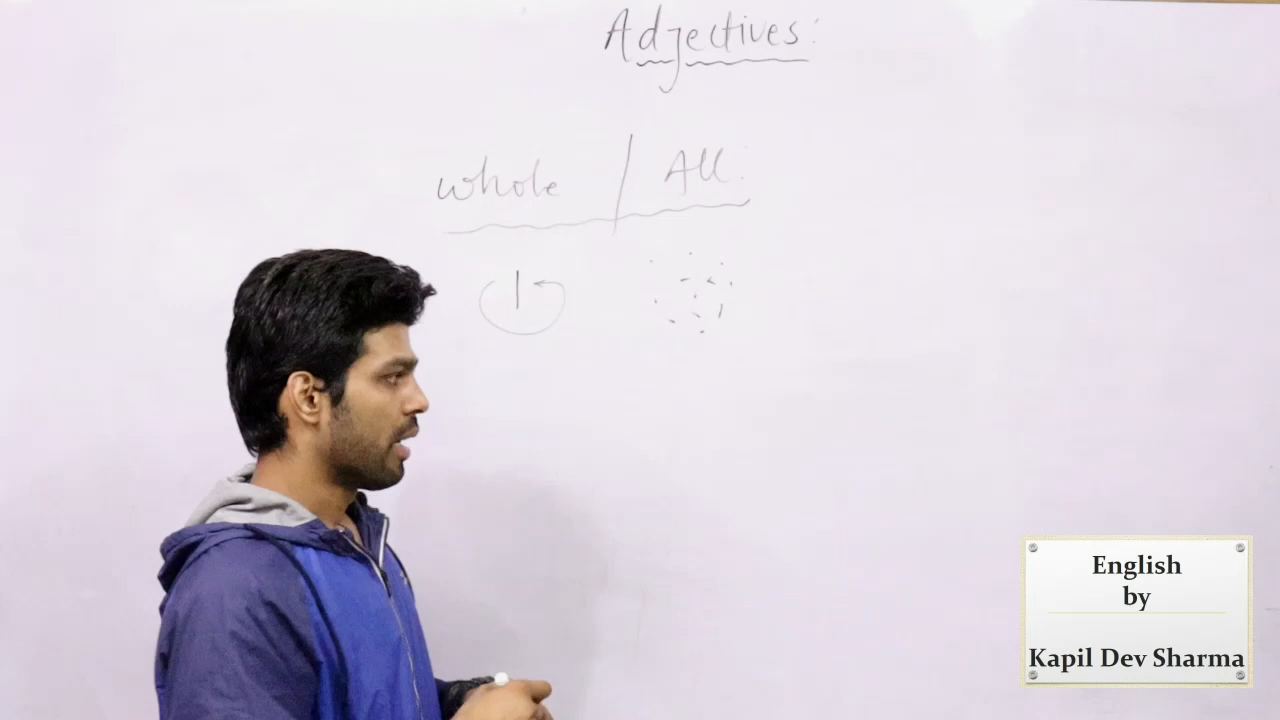 Adjectives:
whole / All:
English
by
Kapil Dev Sharma